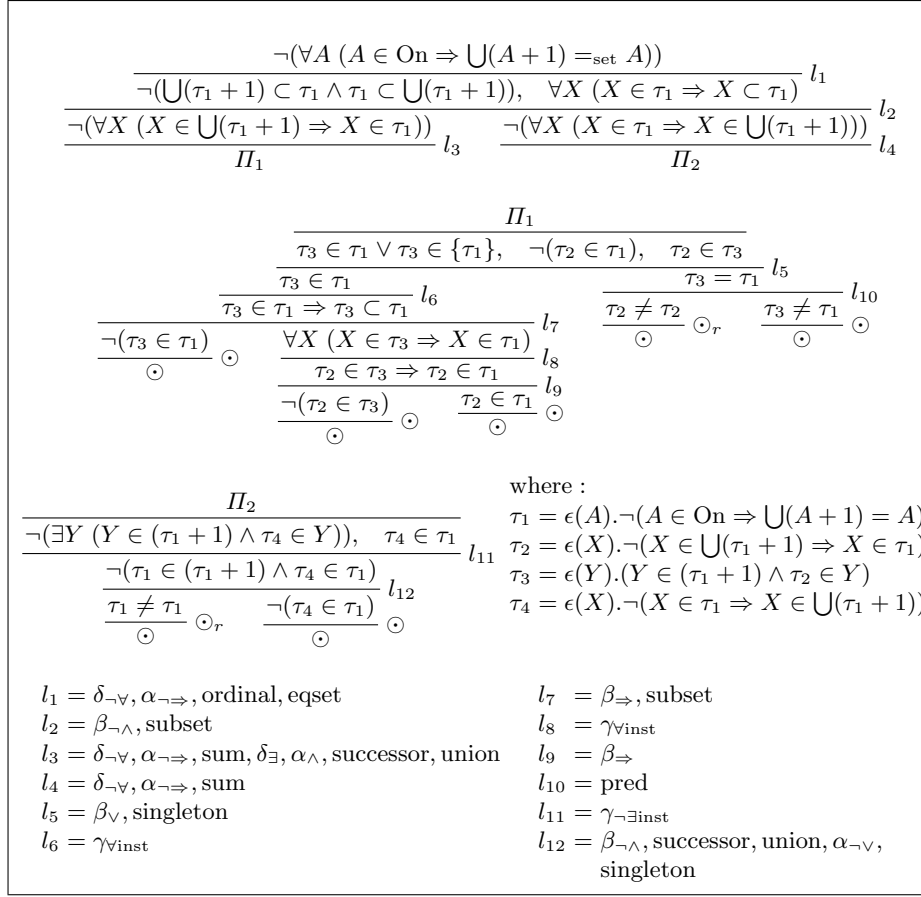 ¬(∀A (A ∈ On ⇒ ⋃(A + 1) =set A))
l1
¬(⋃(τ1 + 1) ⊂ τ1 ∧ τ1 ⊂ ⋃(τ1 + 1)), ∀X (X ∈ τ1 ⇒ X ⊂ τ1)
l2
¬(∀X (X ∈ ⋃(τ1 + 1) ⇒ X ∈ τ1)) ¬(∀X (X ∈ τ1 ⇒ X ∈ ⋃(τ1 + 1)))
l3 l4
Π1 Π2
Π1
τ3 ∈ τ1 ∨ τ3 ∈ {τ1}, ¬(τ2 ∈ τ1), τ2 ∈ τ3
l5
τ3 ∈ τ1 τ3 = τ1
l6 l10
τ3 ∈ τ1 ⇒ τ3 ⊂ τ1 τ2 ≠ τ2 τ3 ≠ τ1
l7 ⊙r ⊙
⊙ ⊙
¬(τ3 ∈ τ1) ∀X (X ∈ τ3 ⇒ X ∈ τ1)
⊙ l8
⊙ τ2 ∈ τ3 ⇒ τ2 ∈ τ1
l9
¬(τ2 ∈ τ3) τ2 ∈ τ1
⊙ ⊙
⊙ ⊙
Π2
¬(∃Y (Y ∈ (τ1 + 1) ∧ τ4 ∈ Y)), τ4 ∈ τ1
l11
¬(τ1 ∈ (τ1 + 1) ∧ τ4 ∈ τ1)
l12
τ1 ≠ τ1 ¬(τ4 ∈ τ1)
⊙r ⊙
⊙ ⊙
where :
τ1 = ϵ(A).¬(A ∈ On ⇒ ⋃(A + 1) = A)
τ2 = ϵ(X).¬(X ∈ ⋃(τ1 + 1) ⇒ X ∈ τ1)
τ3 = ϵ(Y).(Y ∈ (τ1 + 1) ∧ τ2 ∈ Y)
τ4 = ϵ(X).¬(X ∈ τ1 ⇒ X ∈ ⋃(τ1 + 1))
l1 = δ¬∀, α¬⇒, ordinal, eqset
l2 = β¬∧, subset
l3 = δ¬∀, α¬⇒, sum, δ∃, α∧, successor, union
l4 = δ¬∀, α¬⇒, sum
l5 = β∨, singleton
l6 = γ∀inst
l7 = β⇒, subset
l8 = γ∀inst
l9 = β⇒
l10 = pred
l11 = γ¬∃inst
l12 = β¬∧, successor, union, α¬∨,
singleton